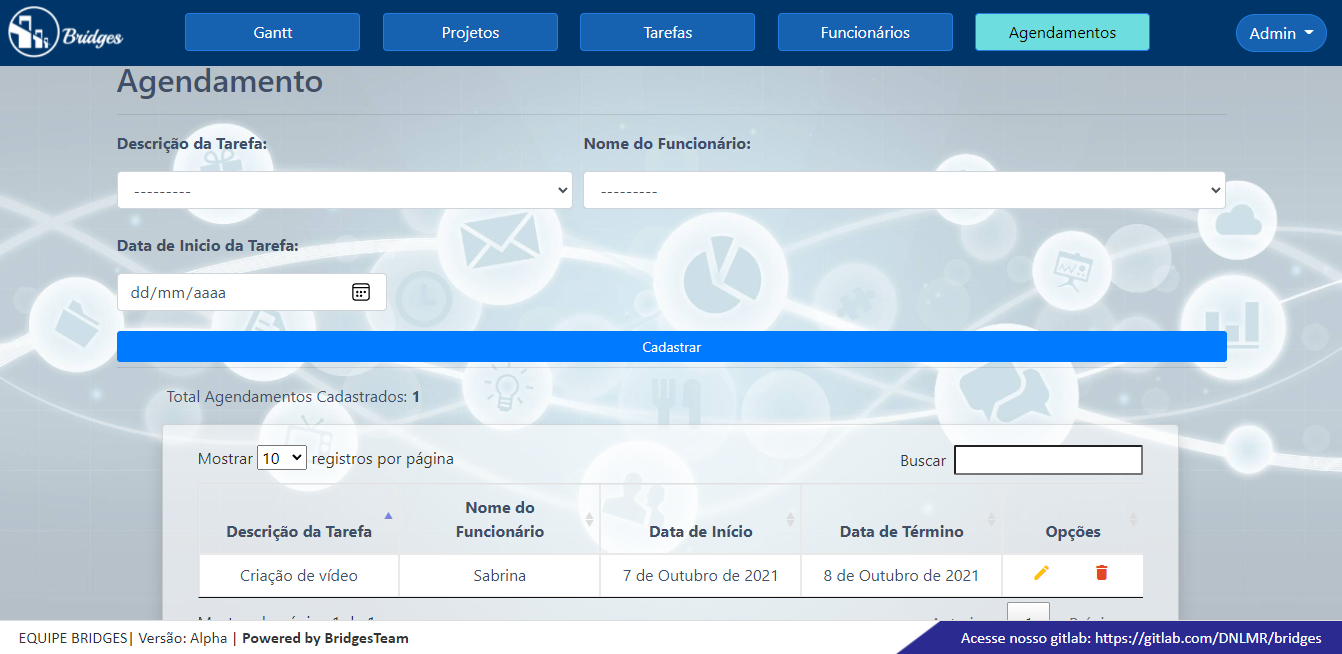 Bridges
Gantt
Projetos
Tarefas
Funcionários
Agendamentos
Admin
Agendamento
Descrição da Tarefa:
Nome do Funcionário:
---------
---------
Data de Inicio da Tarefa:
dd/mm/aaaa
Cadastrar
Total Agendamentos Cadastrados: 1
Mostrar 10 registros por página
Buscar
Descrição da Tarefa
Nome do
Funcionário
Data de Início
Data de Término
Opções
Criação de vídeo
Sabrina
7 de Outubro de 2021
8 de Outubro de 2021
EQUIPE BRIDGES| Versão: Alpha | Powered by BridgesTeam
Acesse nosso gitlab: https://gitlab.com/DNLMR/bridges